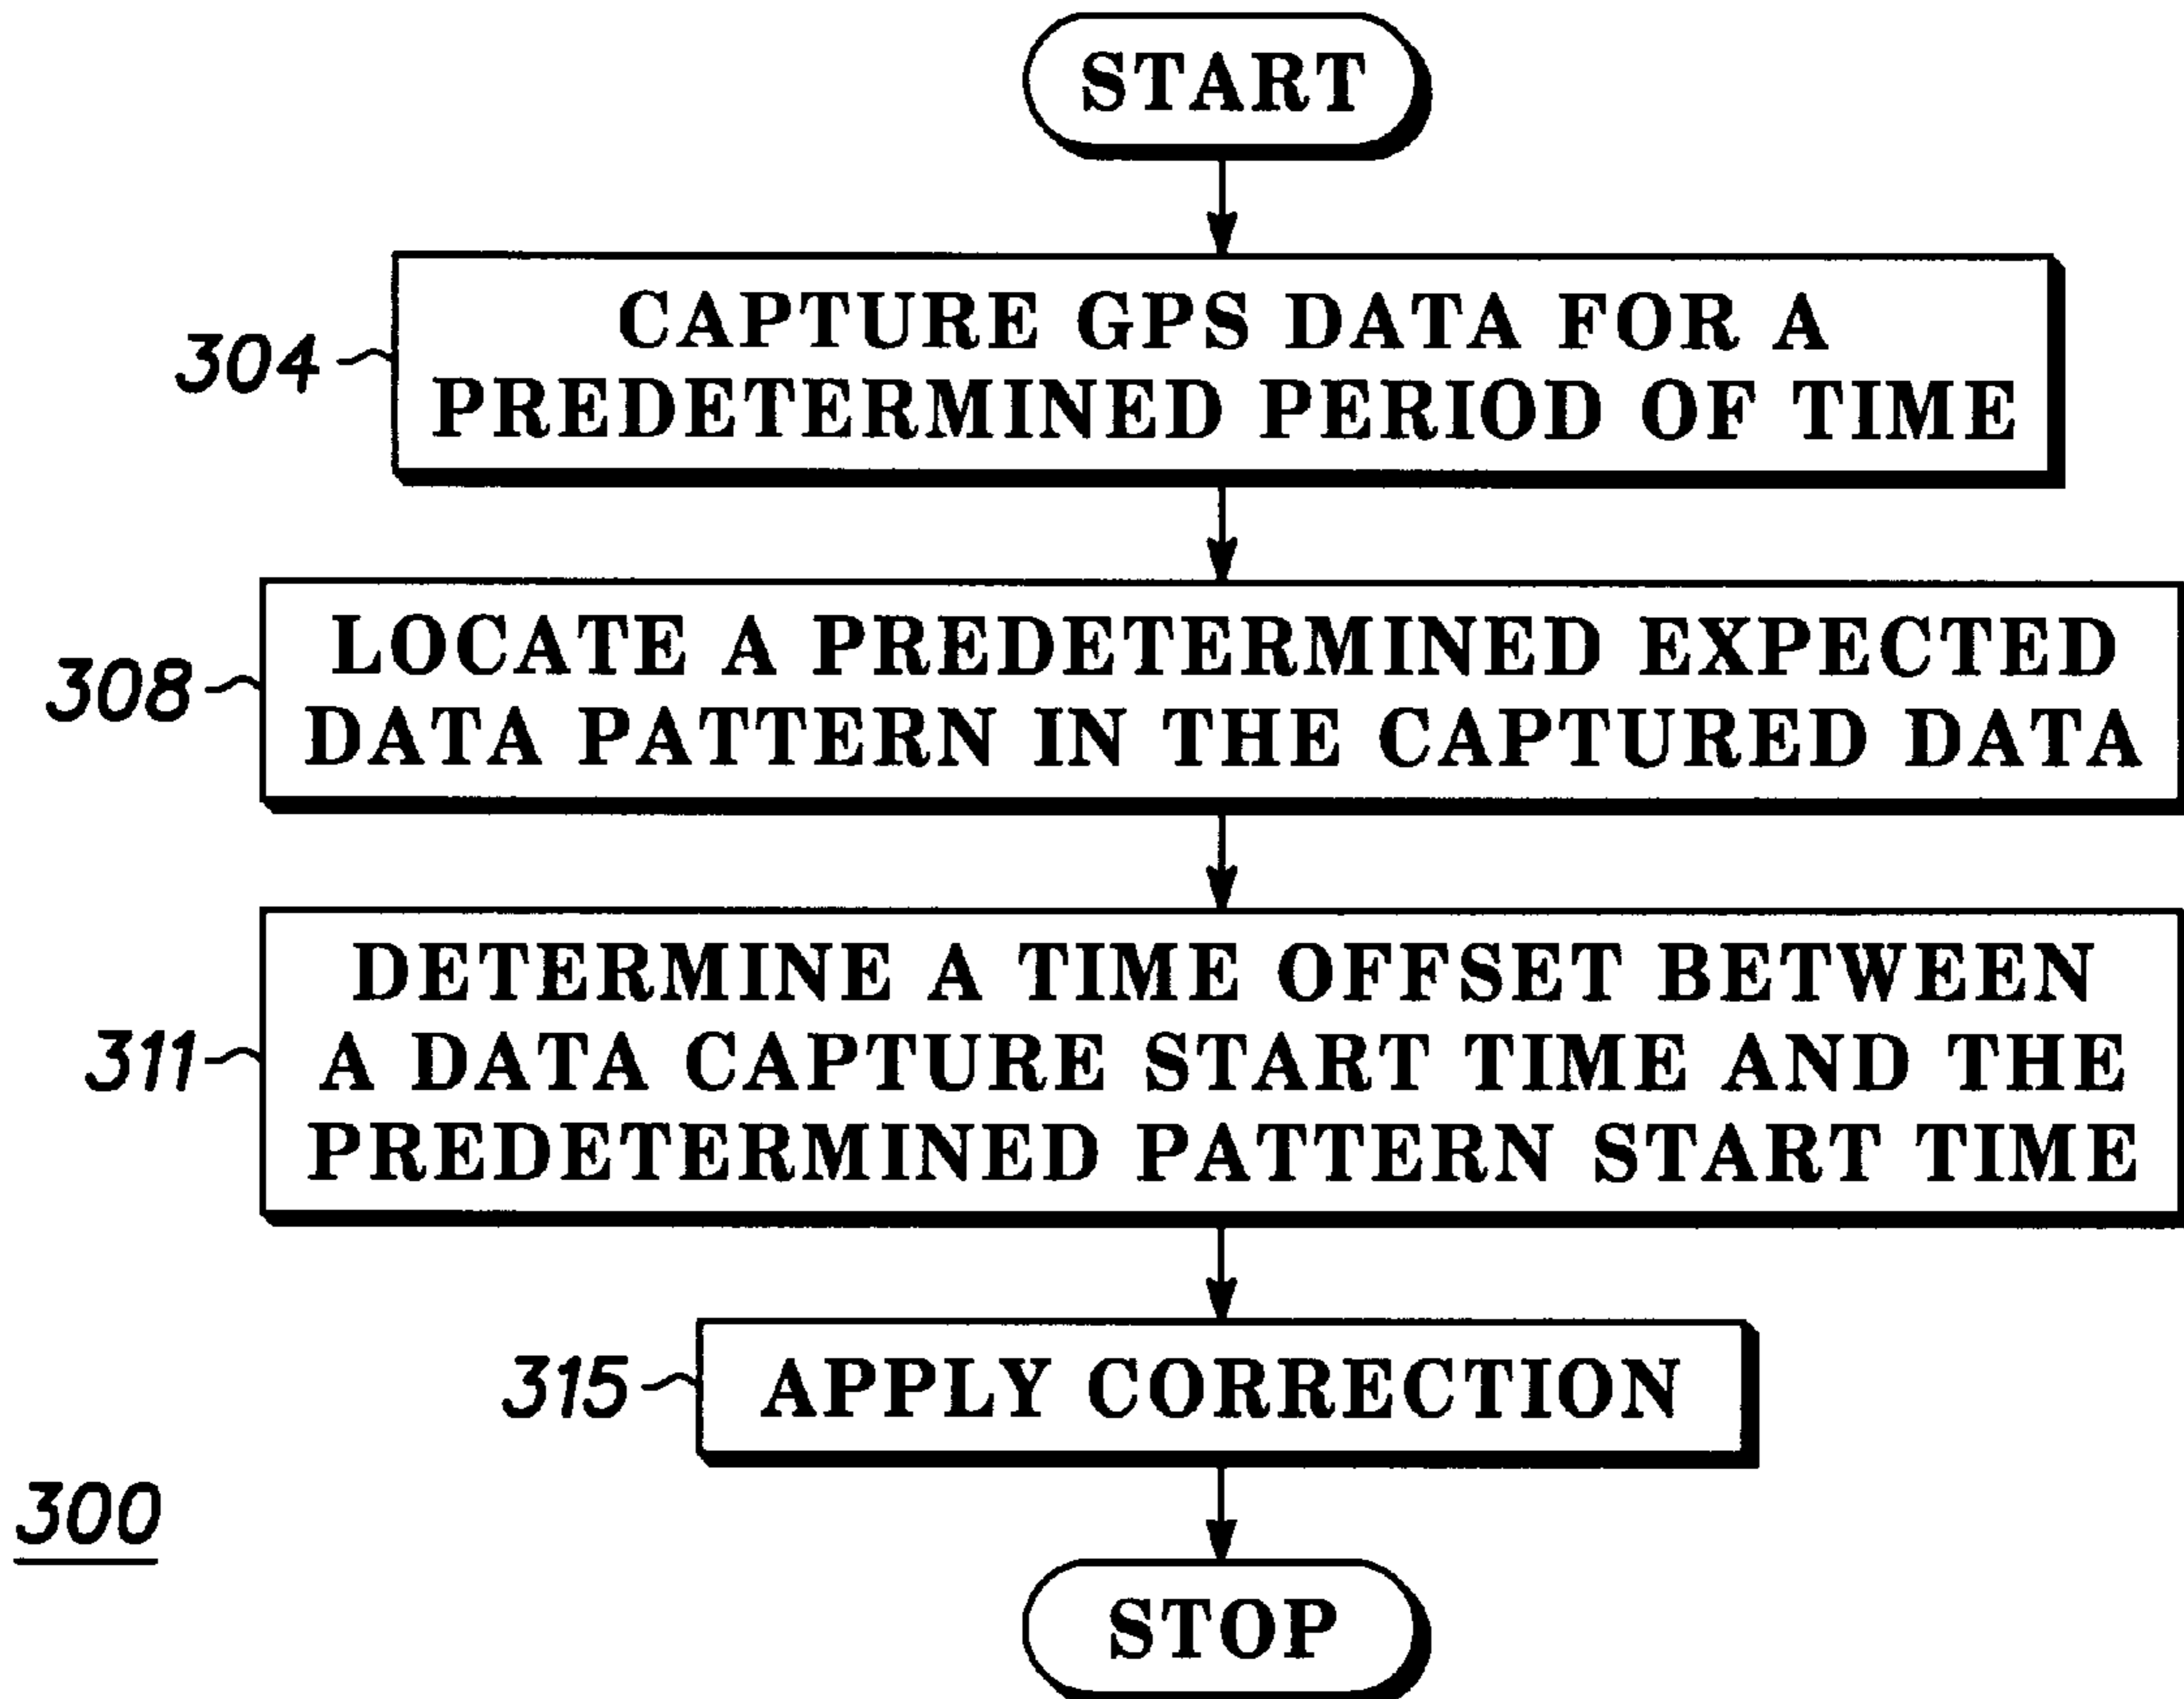 START
CAPTURE GPS DATA FOR A
PREDETERMINED PERIOD OF TIME
304
LOCATE A PREDETERMINED EXPECTED
DATA PATTERN IN THE CAPTURED DATA
308
DETERMINE A TIME OFFSET BETWEEN
A DATA CAPTURE START TIME AND THE
PREDETERMINED PATTERN START TIME
311
APPLY CORRECTION
315
300
STOP